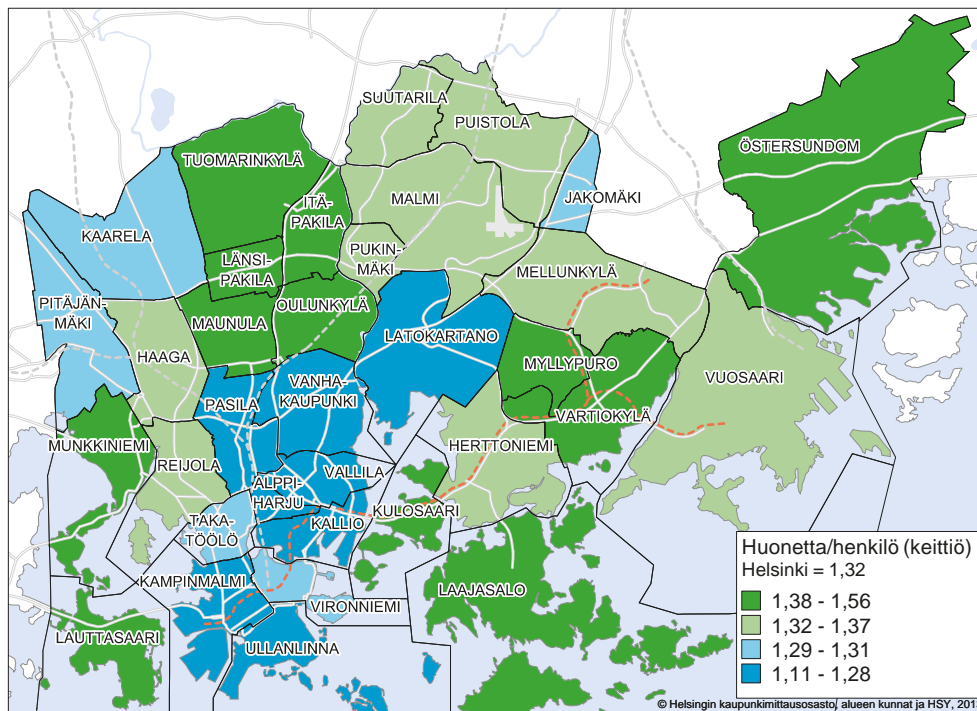 SUUTARILA
PUISTOLA
ÖSTERSUNDOM
TUOMARINKYLÄ
MALMI
JAKOMÄKI
ITÄ-
PAKILA
KAARELA
PUKIN-
MÄKI
LÄNSI-
PAKILA
MELLUNKYLÄ
PITÄJÄN-
MÄKI
OULUNKYLÄ
MAUNULA
LATOKARTANO
HAAGA
MYLLYPURO
VUOSAARI
VANHA-
KAUPUNKI
PASILA
VARTIOKYLÄ
MUNKKINIEMI
HERTTONIEMI
REIJOLA
VALLILA
ALPPI-
HARJU
KULOSAARI
TAKA-
TÖÖLÖ
KALLIO
KAMPINMALMI
LAAJASALO
VIRONNIEMI
LAUTTASAARI
ULLANLINNA
Huonetta/henkilö (keittiö)
Helsinki = 1,32
1,38 - 1,56
1,32 - 1,37
1,29 - 1,31
1,11 - 1,28
© Helsingin kaupunkimittausosasto, alueen kunnat ja HSY, 201